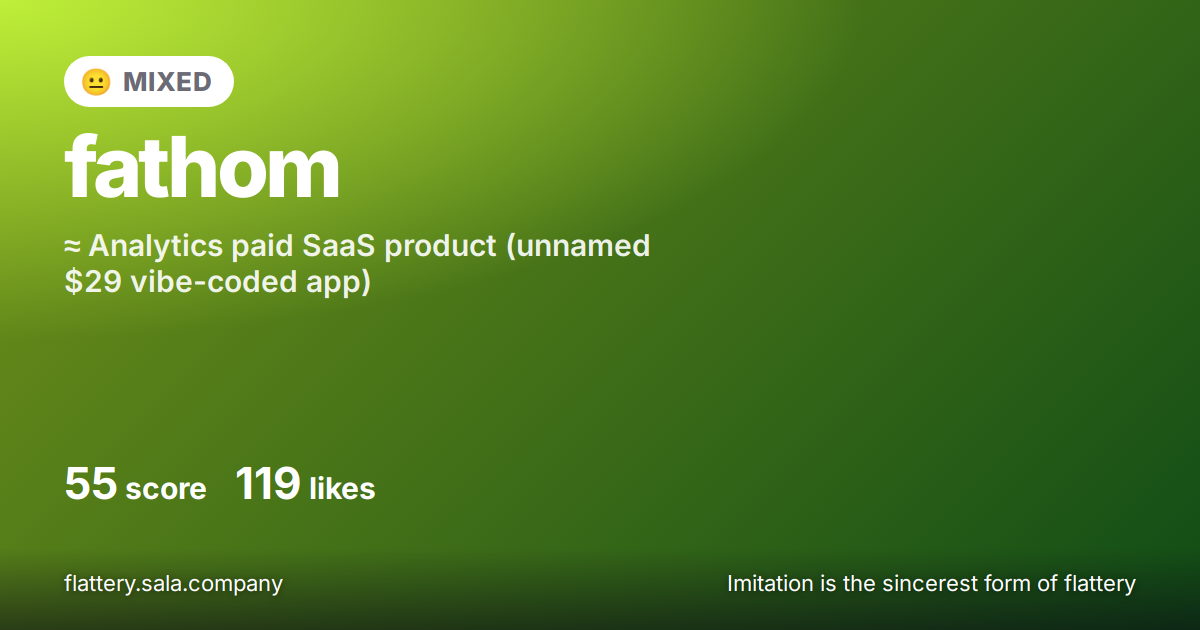 😐 MIXED
fathom
≈ Analytics paid SaaS product (unnamed
$29 vibe-coded app)
55 score 119 likes
flattery.sala.company
Imitation is the sincerest form of flattery